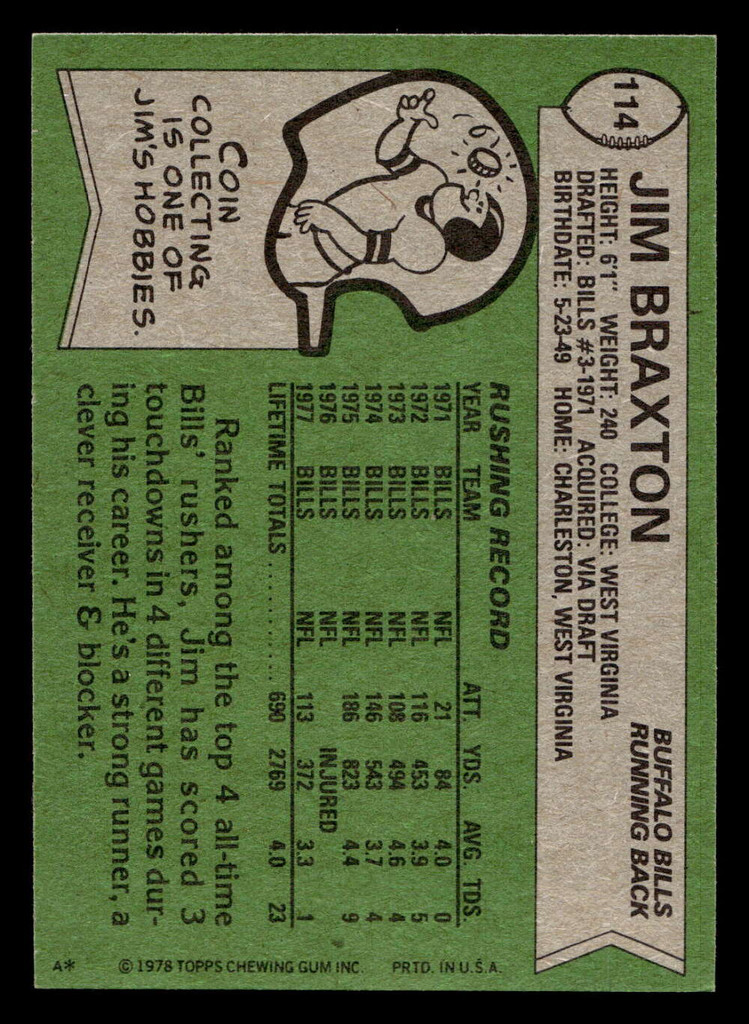 114
JIM BRAXTON
BUFFALO BILLS
RUNNING BACK
HEIGHT: 6'1" WEIGHT: 240 COLLEGE: WEST VIRGINIA
DRAFTED: BILLS #3-1971 ACQUIRED: VIA DRAFT
BIRTHDATE: 5-23-49 HOME: CHARLESTON, WEST VIRGINIA
COIN
COLLECTING
IS ONE OF
JIM'S HOBBIES.
RUSHING RECORD
YEAR TEAM ATT. YDS. AVG. TDS.
1971 BILLS NFL 21 84 4.0 0
1972 BILLS NFL 116 453 3.9 5
1973 BILLS NFL 108 494 4.6 4
1974 BILLS NFL 146 543 3.7 4
1975 BILLS NFL 186 823 4.4 9
1976 BILLS NFL INJURED
1977 BILLS NFL 113 372 3.3 1
LIFETIME TOTALS............ 690 2769 4.0 23
Ranked among the top 4 all-time
Bills' rushers, Jim has scored 3
touchdowns in 4 different games dur-
ing his career. He's a strong runner, a
clever receiver & blocker.
A* © 1978 TOPPS CHEWING GUM INC. PRTD. IN U.S.A.